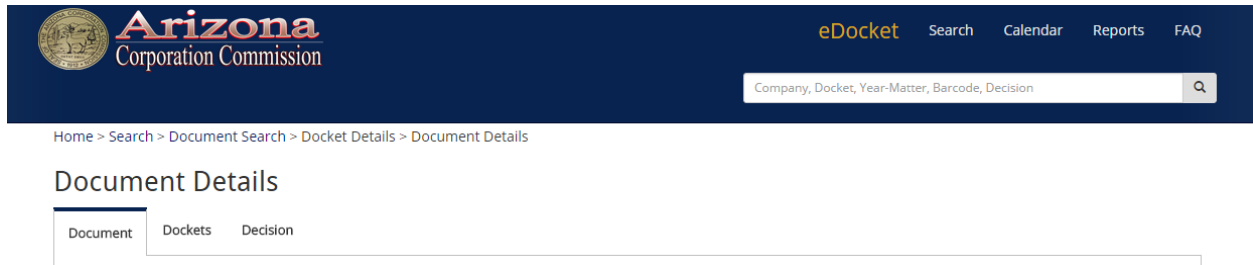 Arizona
Corporation Commission
eDocket Search Calendar Reports FAQ
Company, Docket, Year-Matter, Barcode, Decision
Home > Search > Document Search > Docket Details > Document Details
Document Details
Document Dockets Decision